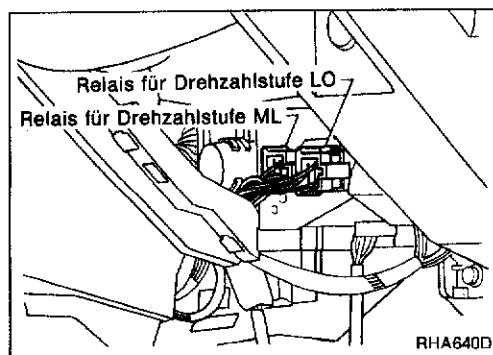 Relais für Drehzahlstufe LO
Relais für Drehzahlstufe ML
RHA640D